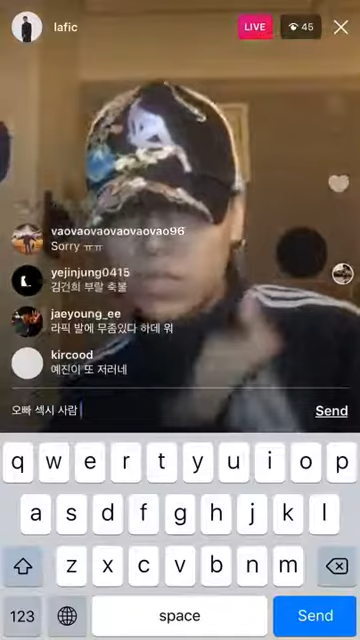 lafic
LIVE
45
vaovaovaovaovaovao96
Sorry ㅠㅠ
yejinjung0415
김건희 부랄 축불
jaeyoung_ee
라픽 발에 무좀있다 하데 워
kircood
예진이 또 저러네
오빠 섹시 사람
Send
q w e r t y u i o p
a s d f g h j k l
z x c v b n m
123 space Send